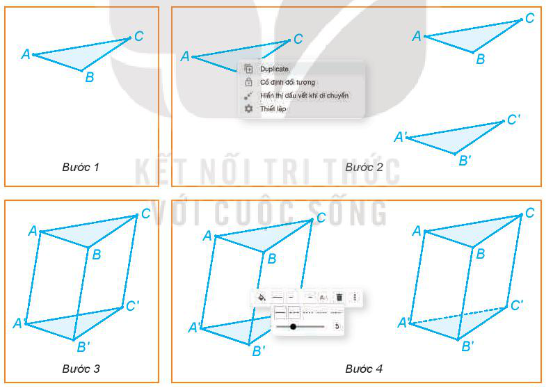 A
B
C
Bước 1
A
C
Duplicate
Cố định đối tượng
Hiển thị dấu vết khi di chuyển
Thiết lập
A
B
C
A'
B'
C'
Bước 2
KẾT NỐI TRI THỨC
VỚI CUỘC SỐNG
A
B
C
A'
B'
C'
Bước 3
A
B
C
A'
B'
5
A
B
C
A'
B'
C'
Bước 4